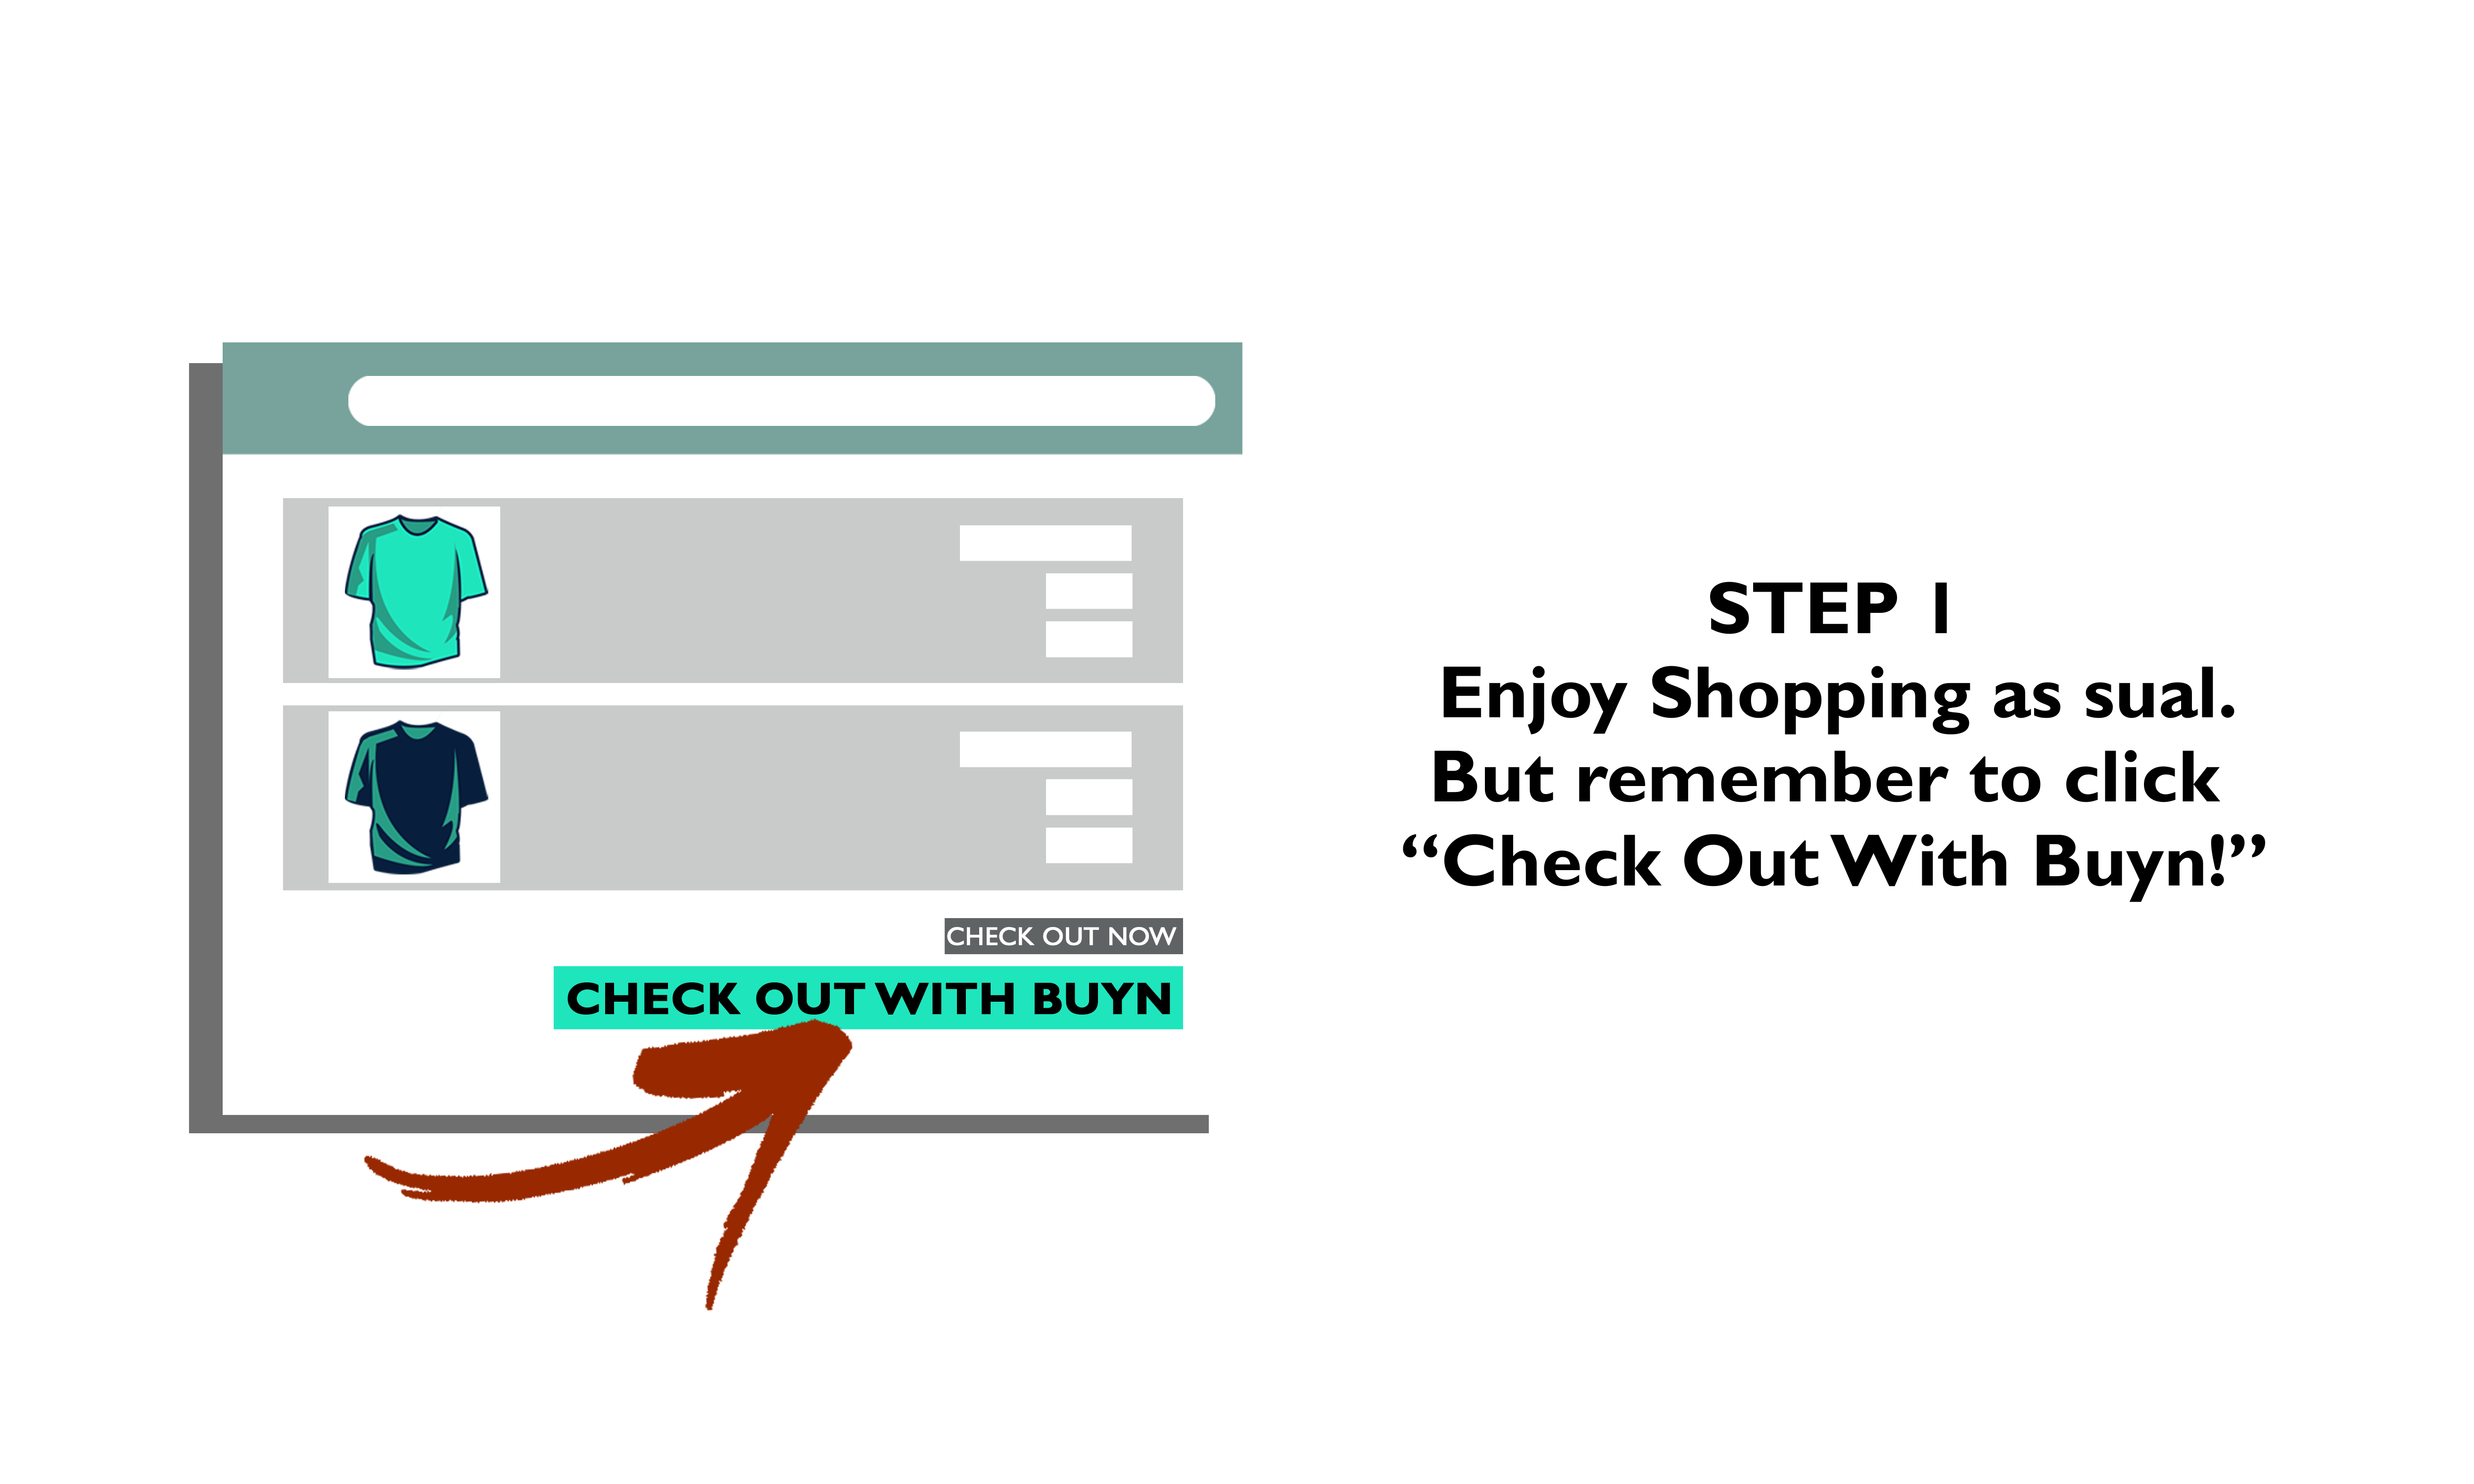 CHECK OUT NOW
CHECK OUT WITH BUYN
STEP 1
Enjoy Shopping as sual.
But remember to click
“Check Out With Buyn!”